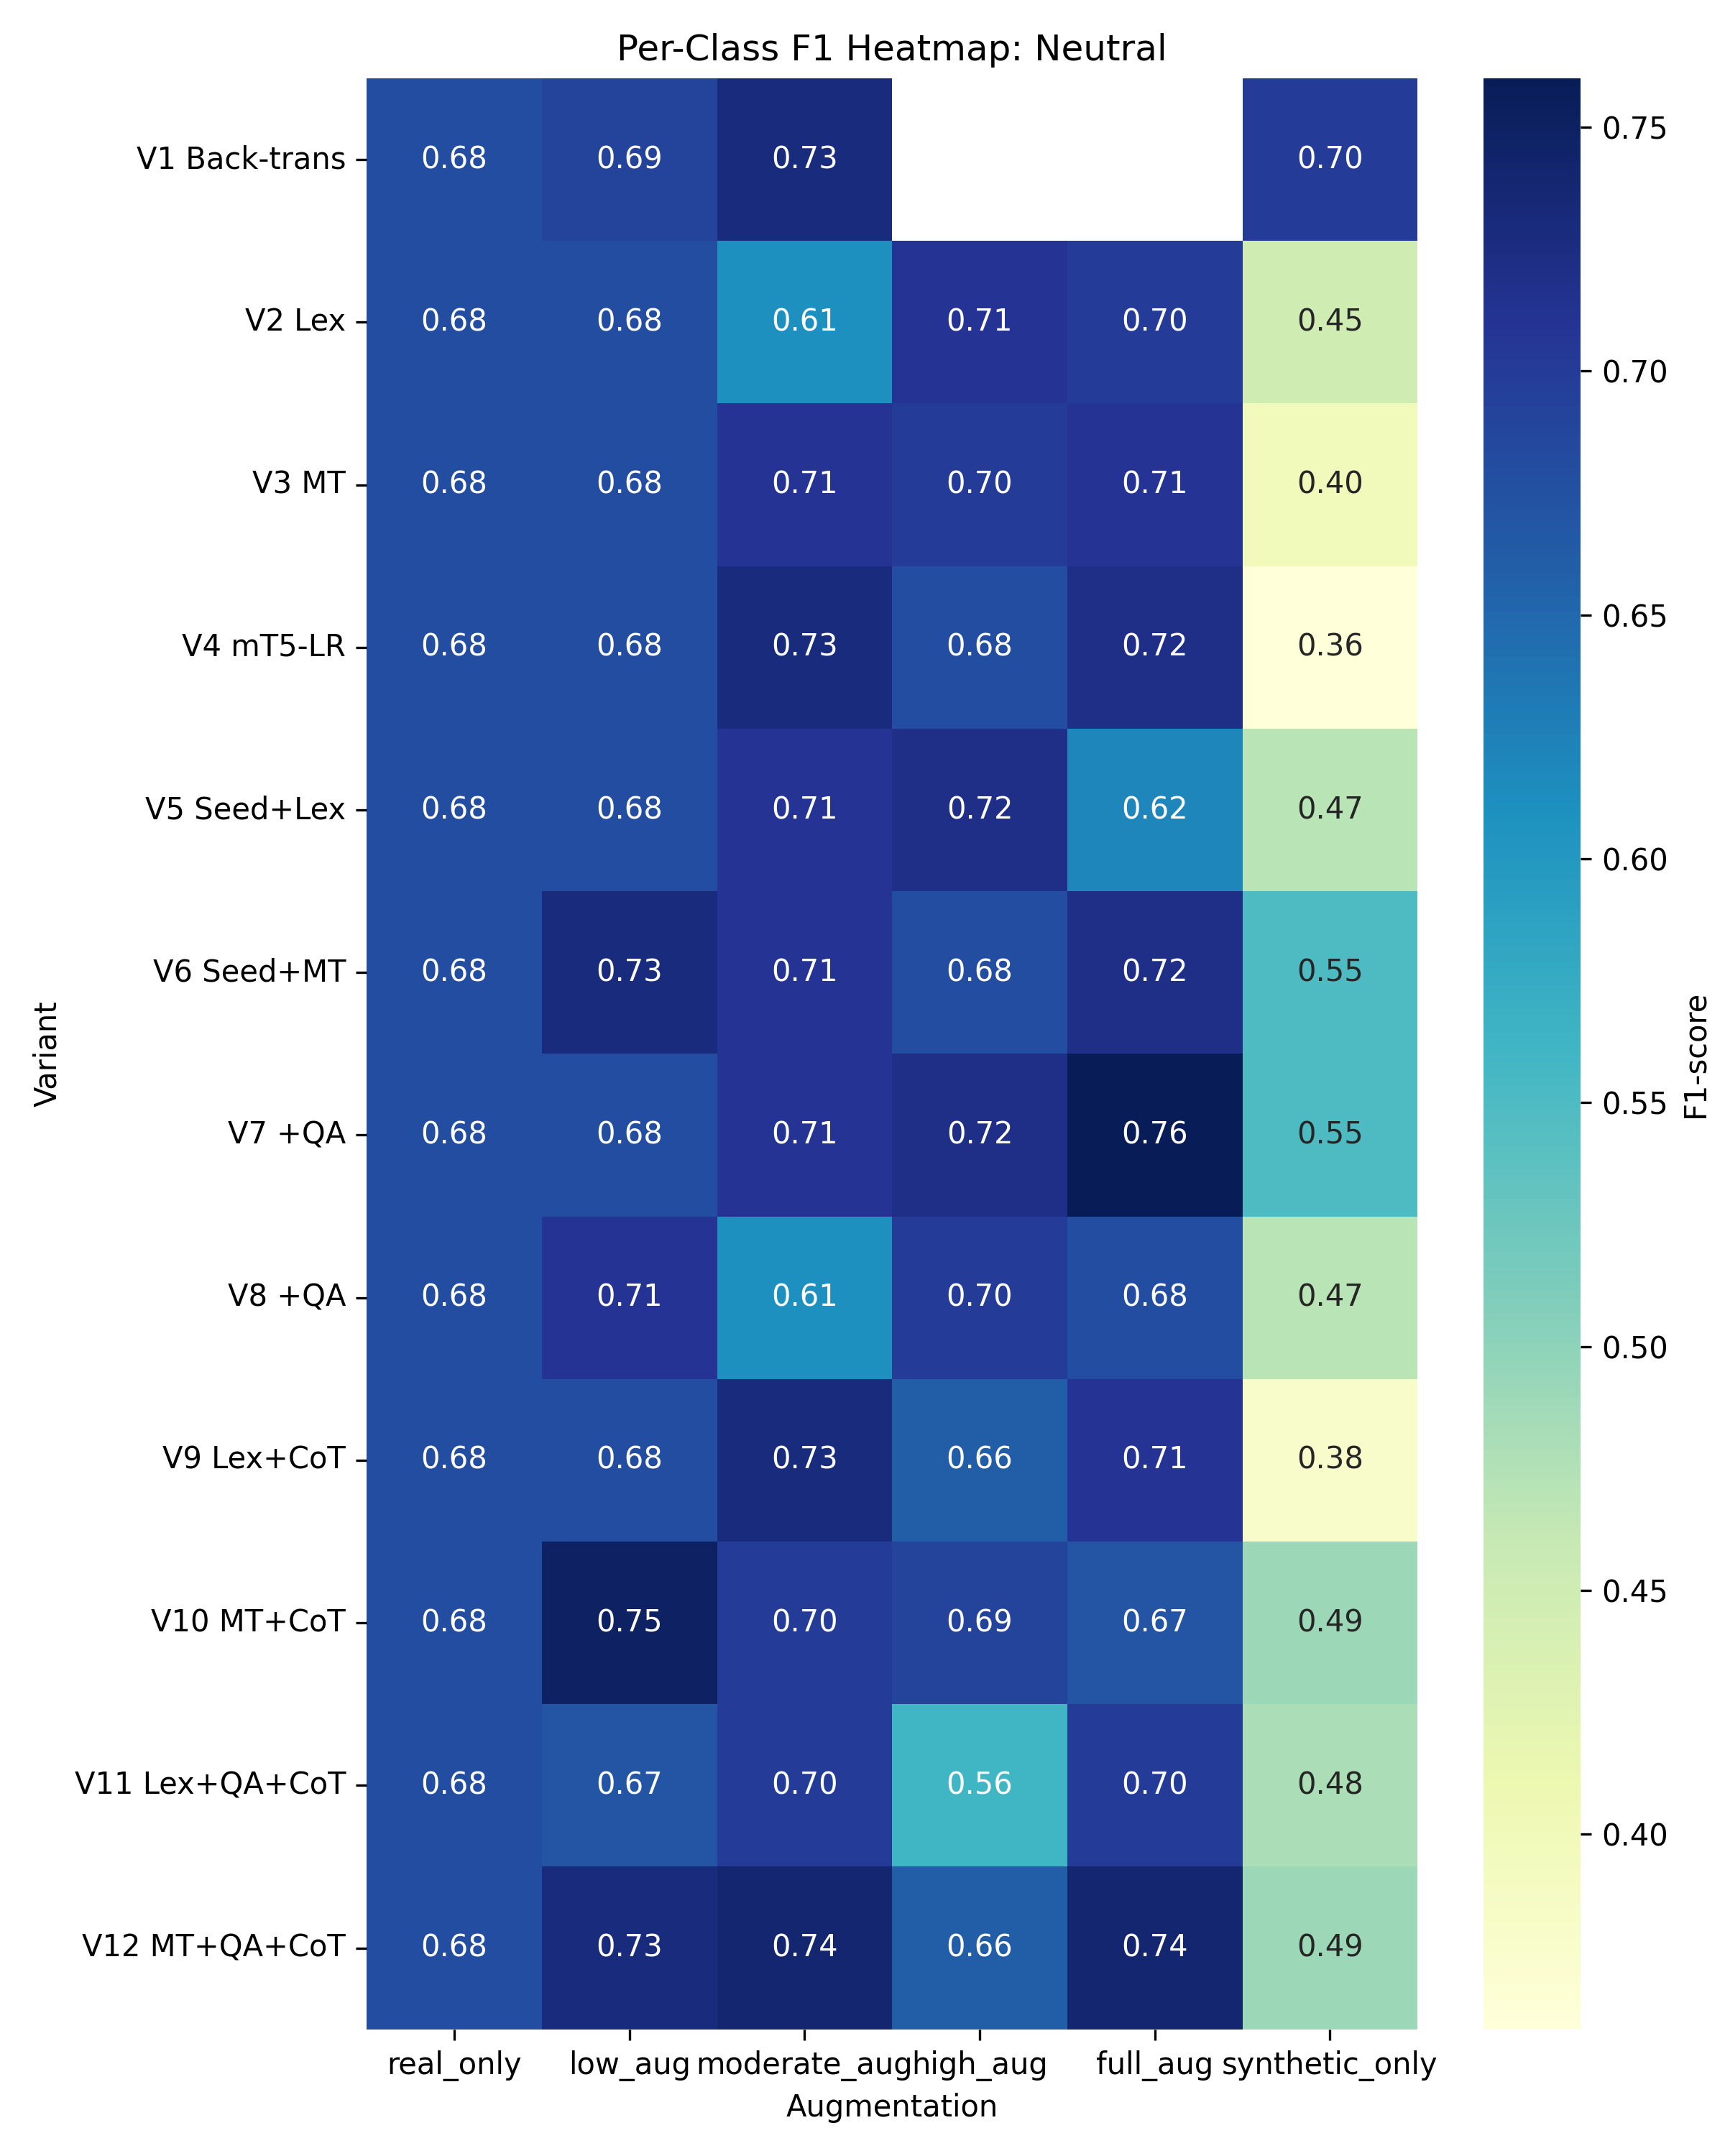 Per-Class F1 Heatmap: Neutral
V1 Back-trans 0.68 0.69 0.73 0.70
V2 Lex 0.68 0.68 0.61 0.71 0.70 0.45
V3 MT 0.68 0.68 0.71 0.70 0.71 0.40
V4 mT5-LR 0.68 0.68 0.73 0.68 0.72 0.36
V5 Seed+Lex 0.68 0.68 0.71 0.72 0.62 0.47
V6 Seed+MT 0.68 0.73 0.71 0.68 0.72 0.55
V7 +QA 0.68 0.68 0.71 0.72 0.76 0.55
V8 +QA 0.68 0.71 0.61 0.70 0.68 0.47
V9 Lex+CoT 0.68 0.68 0.73 0.66 0.71 0.38
V10 MT+CoT 0.68 0.75 0.70 0.69 0.67 0.49
V11 Lex+QA+CoT 0.68 0.67 0.70 0.56 0.70 0.48
V12 MT+QA+CoT 0.68 0.73 0.74 0.66 0.74 0.49
real_only low_aug moderate_aug high_aug full_aug synthetic_only
Augmentation
Variant
0.75
0.70
0.65
0.60
0.55
0.50
0.45
0.40
F1-score